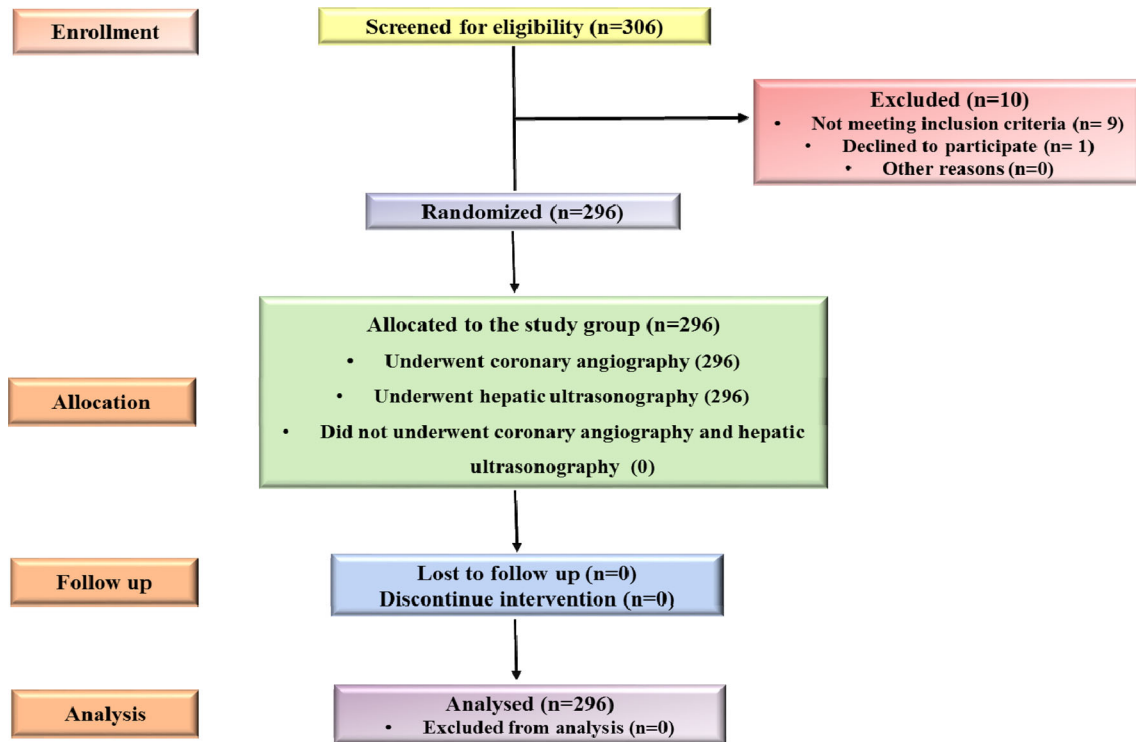 Enrollment
Screened for eligibility (n=306)
Excluded (n=10)
• Not meeting inclusion criteria (n= 9)
• Declined to participate (n= 1)
• Other reasons (n=0)
Randomized (n=296)
Allocated to the study group (n=296)
• Underwent coronary angiography (296)
• Underwent hepatic ultrasonography (296)
• Did not underwent coronary angiography and hepatic
ultrasonography (0)
Allocation
Follow up
Lost to follow up (n=0)
Discontinue intervention (n=0)
Analysis
Analysed (n=296)
• Excluded from analysis (n=0)